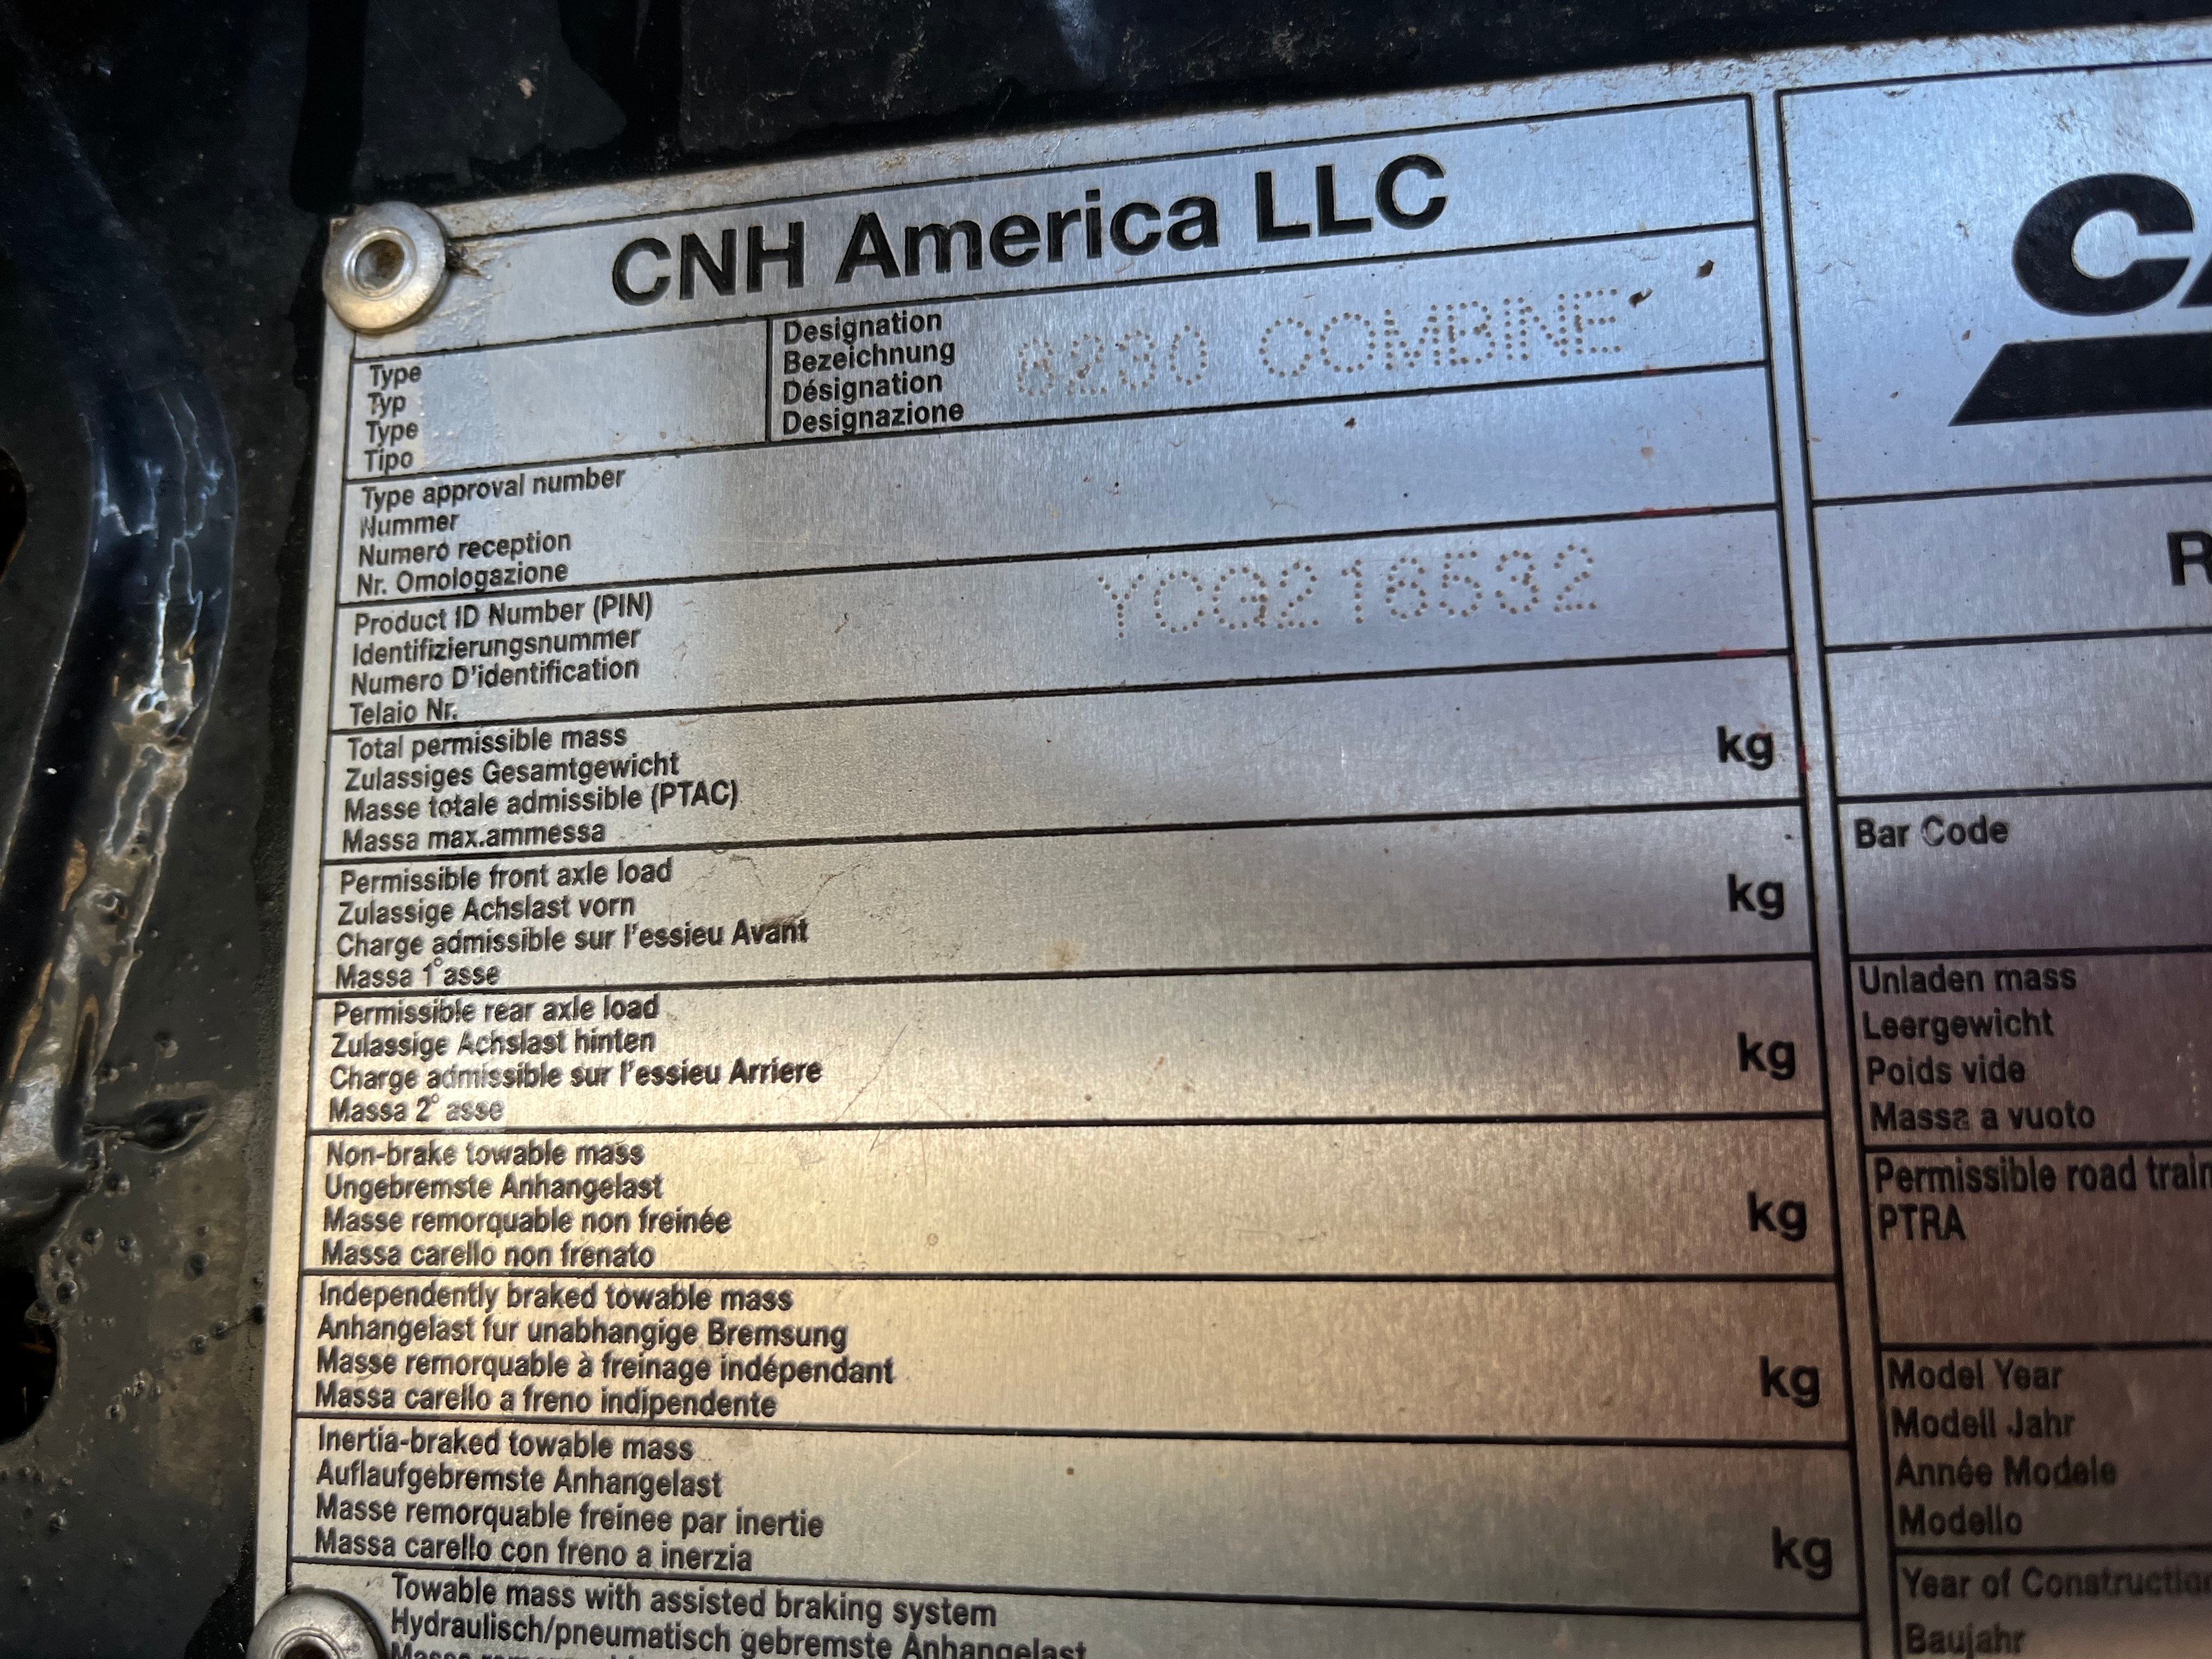 CNH America LLC
Type
Typ
Type
Tipo
Designation
Bezeichnung
Désignation
Designazione
8230 COMBINE
Type approval number
Nummer
Numero reception
Nr. Omologazione
Product ID Number (PIN)
Identifizierungsnummer
Numero D'identification
Telaio Nr.
YCG216532
Total permissible mass
Zulassiges Gesamtgewicht
Masse totale admissible (PTAC)
Massa max.ammessa
kg
Permissible front axle load
Zulassige Achslast vorn
Charge admissible sur l'essieu Avant
Massa 1°asse
kg
Permissible rear axle load
Zulassige Achslast hinten
Charge admissible sur l'essieu Arriere
Massa 2° asse
kg
Non-brake towable mass
Ungebremste Anhangelast
Masse remorquable non freinée
Massa carello non frenato
kg
Independently braked towable mass
Anhangelast fur unabhangige Bremsung
Masse remorquable à freinage indépendant
Massa carello a freno indipendente
kg
Inertia-braked towable mass
Auflaufgebremste Anhangelast
Masse remorquable freinee par inertie
Massa carello con freno a inerzia
kg
Towable mass with assisted braking system
Hydraulisch/pneumatisch gebremste Anhangelast
CA
R
Bar Code
Unladen mass
Leergewicht
Poids vide
Massa a vuoto
Permissible road train
PTRA
Model Year
Modell Jahr
Année Modele
Modello
Year of Construction
Baujahr